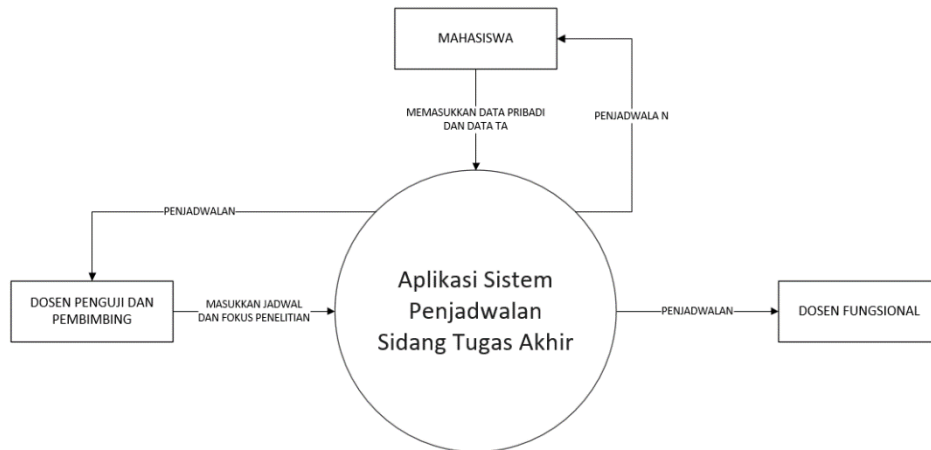 MAHASISWA
MEMASUKKAN DATA PRIBADI
DAN DATA TA
PENJADWALA N
PENJADWALAN
Aplikasi Sistem
Penjadwalan
Sidang Tugas Akhir
DOSEN PENGUJI DAN
PEMBIMBING
MASUKKAN JADWAL
DAN FOKUS PENELITIAN
PENJADWALAN
DOSEN FUNGSIONAL